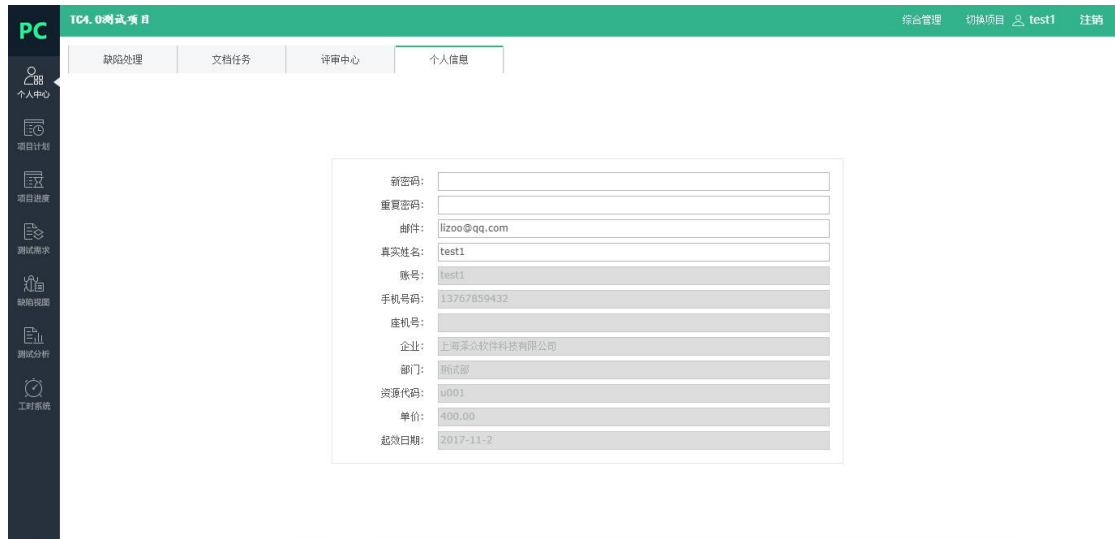 PC
TC4.0测试项目
综合管理 切换项目 test1 注销
缺陷处理 文档任务 评审中心 个人信息
个人中心
项目计划
项目进度
测试需求
缺陷视图
测试分析
工时系统
新密码:
重复密码:
邮件: lizoo@qq.com
真实姓名: test1
账号: test1
手机号码: 13767859432
座机号:
企业: 上海泽众软件科技有限公司
部门: 测试部
资源代码: u001
单价: 400.00
起效日期: 2017-11-2